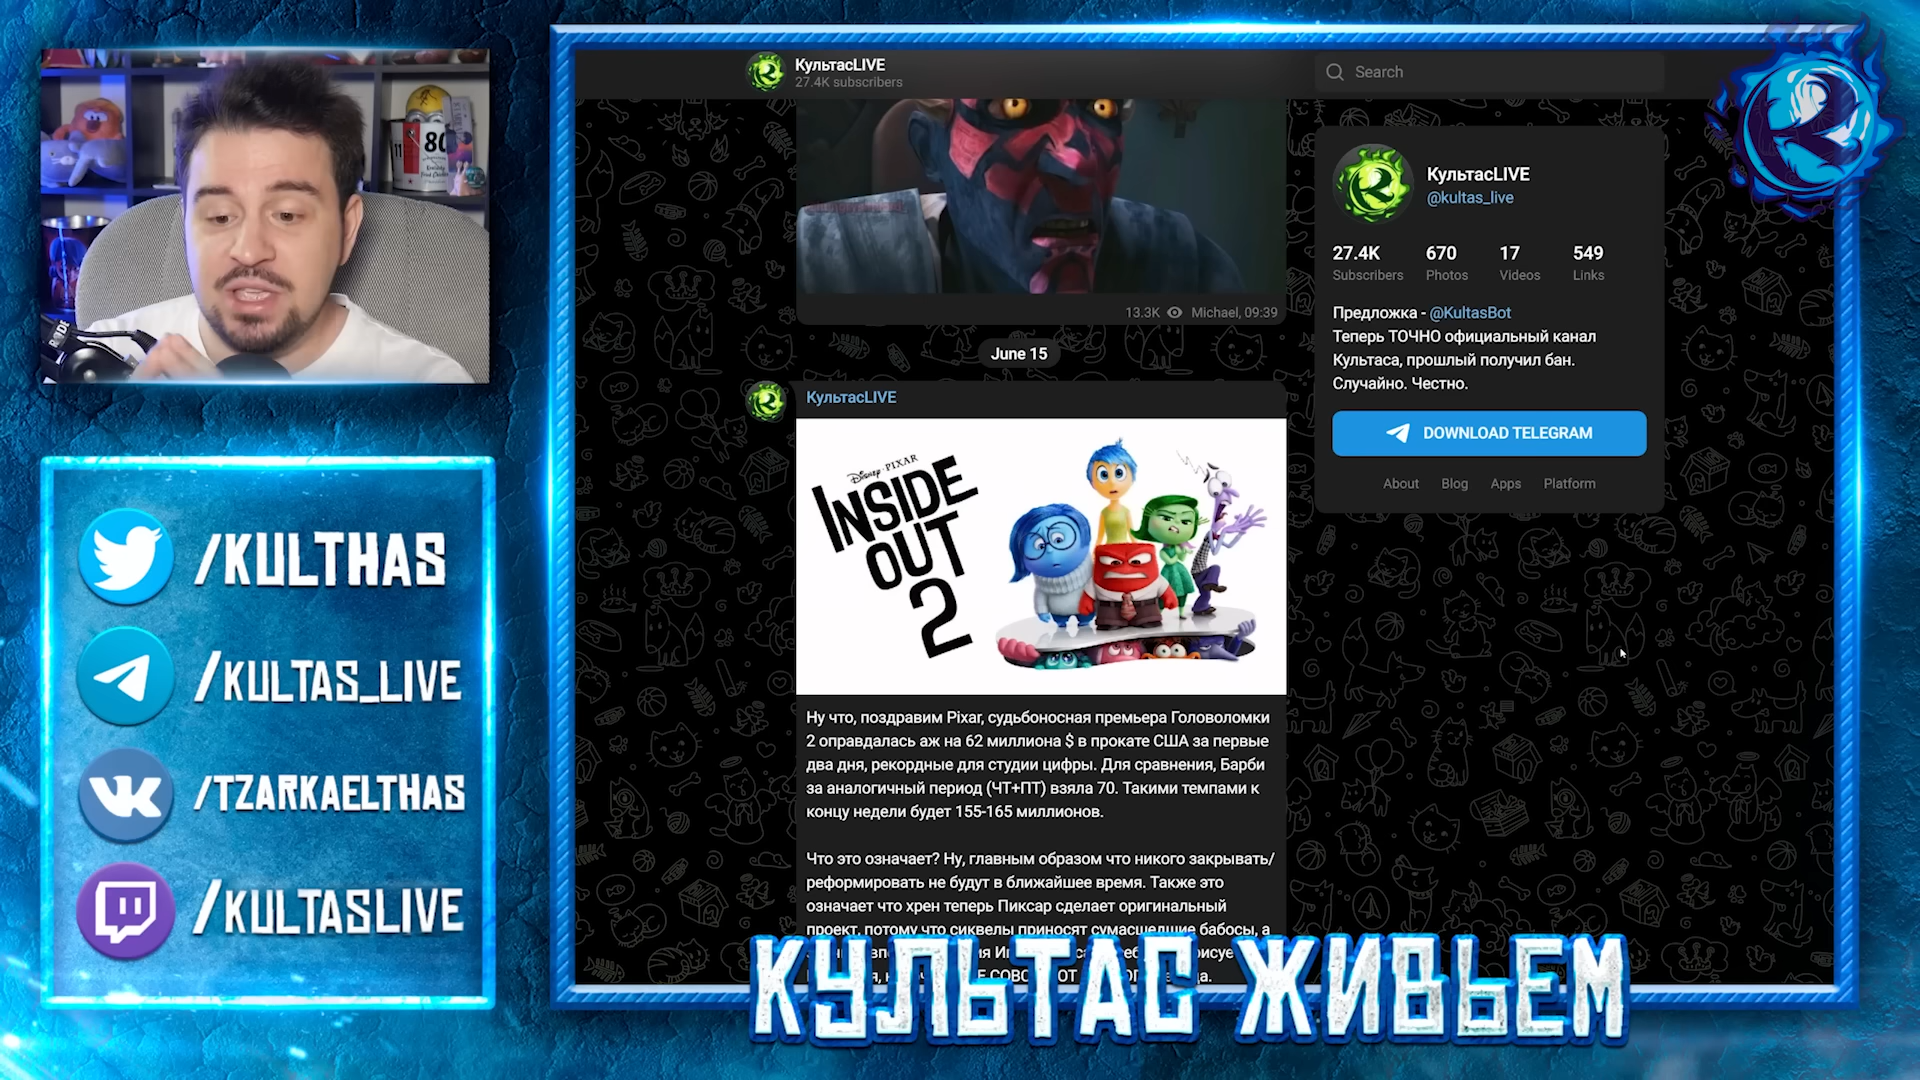 КультасLIVE
27.4K subscribers
Search
13.3K Michael, 09:39
June 15
КультасLIVE
DISNEY·PIXAR
INSIDE
OUT
2
Ну что, поздравим Pixar, судьбоносная премьера Головоломки
2 оправдалась аж на 62 миллиона $ в прокате США за первые
два дня, рекордные для студии цифры. Для сравнения, Барби
за аналогичный период (ЧТ+ПТ) взяла 70. Такими темпами к
концу недели будет 155-165 миллионов.
Что это означает? Ну, главным образом что никого закрывать/
реформировать не будут в ближайшее время. Также это
означает что хрен теперь Пиксар сделает оригинальный
проект, потому что сиквелы приносят сумасшедшие бабосы, а
КультасLIVE
@kultas_live
27.4K 670 17 549
Subscribers Photos Videos Links
Предложка - @KultasBot
Теперь ТОЧНО официальный канал
Культаса, прошлый получил бан.
Случайно. Честно.
DOWNLOAD TELEGRAM
About Blog Apps Platform
80
RØDE
/KULTHAS
/KULTAS_LIVE
/TZARKAELTHAS
/KULTASLIVE
КУЛЬТАС ЖИВЬЕМ